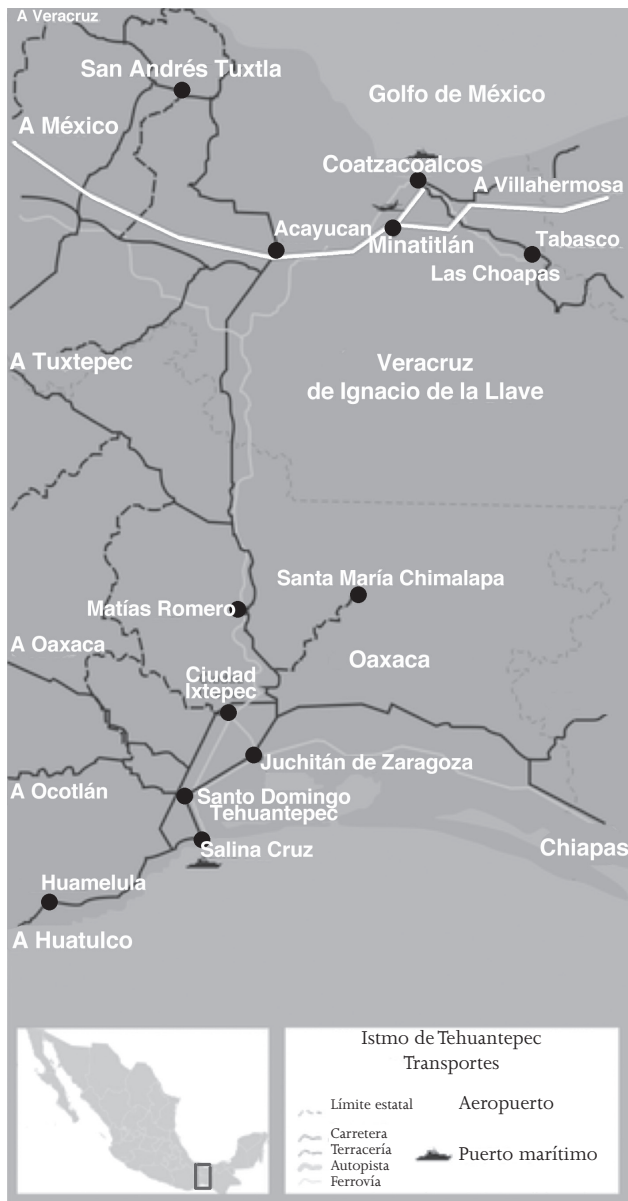 A Veracruz
San Andrés Tuxtla
Golfo de México
A México
Coatzacoalcos
A Villahermosa
Acayucan
Minatitlán
Tabasco
Las Choapas
A Tuxtepec
Veracruz
de Ignacio de la Llave
Santa María Chimalapa
Matías Romero
A Oaxaca
Oaxaca
Ciudad
Ixtepec
Juchitán de Zaragoza
A Ocotlán
Santo Domingo
Tehuantepec
Salina Cruz
Chiapas
Huamelula
A Huatulco
Istmo de Tehuantepec
Transportes
Límite estatal
Aeropuerto
Carretera
Terracería
Autopista
Ferrovía
Puerto marítimo